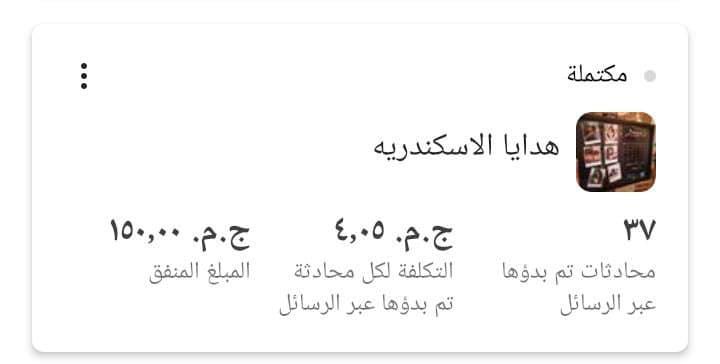 مكتملة
هدايا الاسكندريه
٣٧
محادثات تم بدؤها
عبر الرسائل
ج.م. ٤,٠٥
التكلفة لكل محادثة
تم بدؤها عبر الرسائل
ج.م. ١٥٠,٠٠
المبلغ المنفق